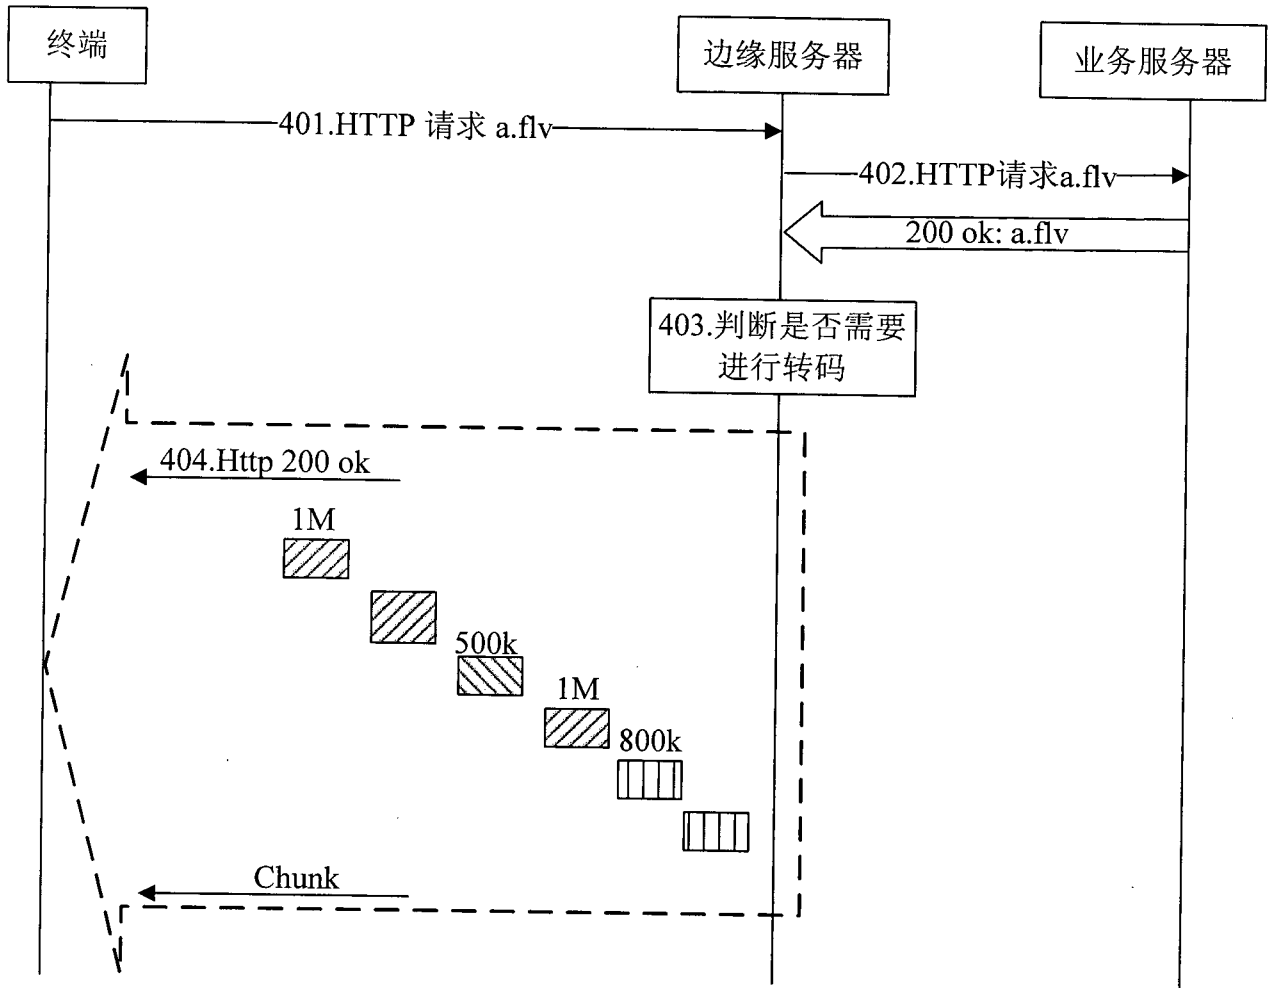 终端
边缘服务器
业务服务器
401.HTTP 请求 a.flv
402.HTTP请求a.flv
200 ok: a.flv
403.判断是否需要
进行转码
404.Http 200 ok
1M
500k
1M
800k
Chunk